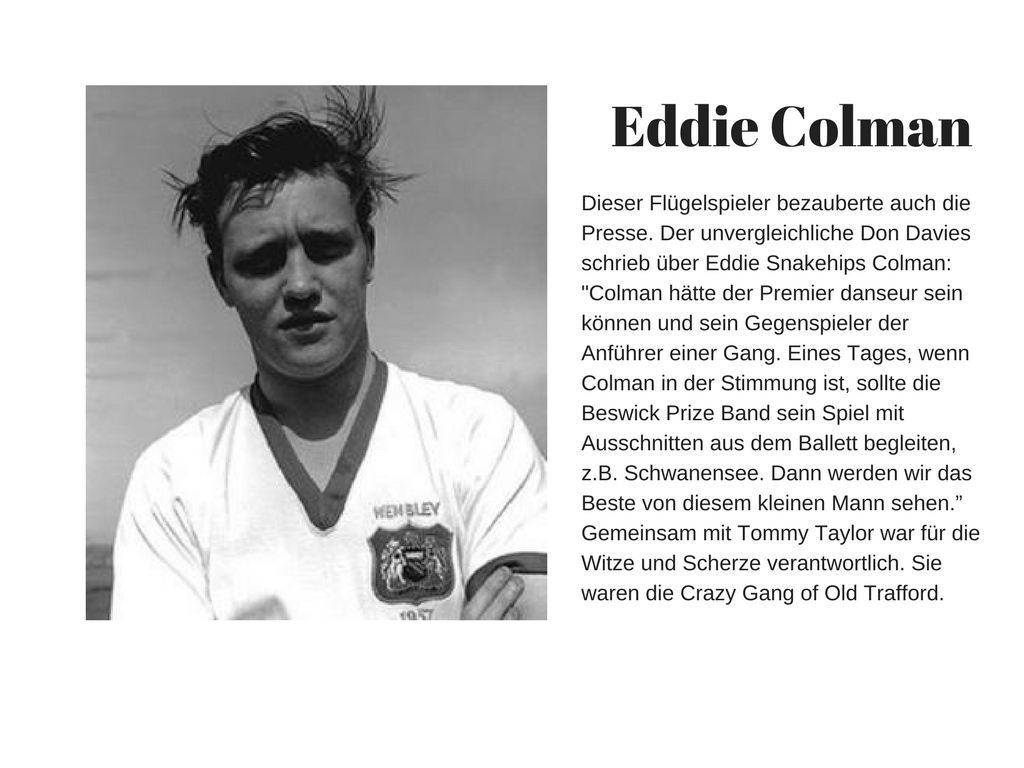 Eddie Colman
Dieser Flügelspieler bezauberte auch die
Presse. Der unvergleichliche Don Davies
schrieb über Eddie Snakehips Colman:
"Colman hätte der Premier danseur sein
können und sein Gegenspieler der
Anführer einer Gang. Eines Tages, wenn
Colman in der Stimmung ist, sollte die
Beswick Prize Band sein Spiel mit
Ausschnitten aus dem Ballett begleiten,
z.B. Schwanensee. Dann werden wir das
Beste von diesem kleinen Mann sehen.”
Gemeinsam mit Tommy Taylor war für die
Witze und Scherze verantwortlich. Sie
waren die Crazy Gang of Old Trafford.
WEMBLEY
1957